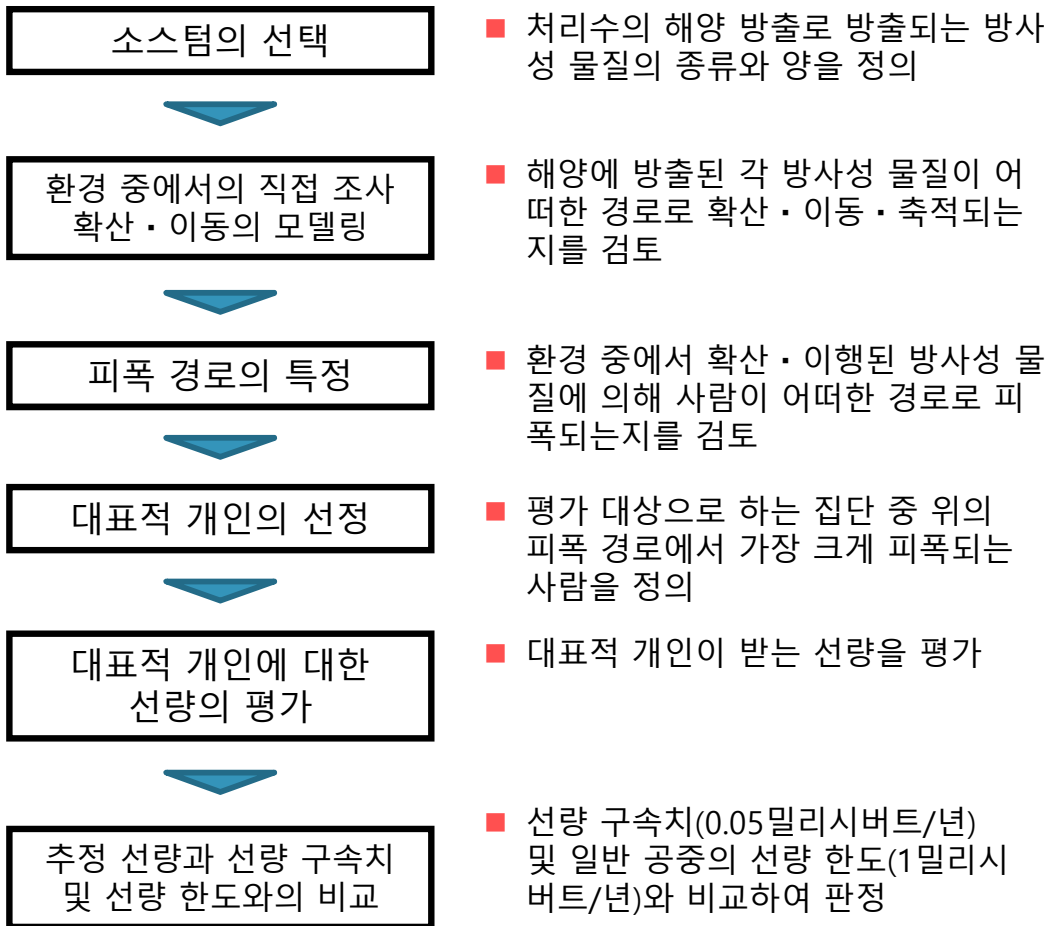 소스텀의 선택
■ 처리수의 해양 방출로 방출되는 방사
성 물질의 종류와 양을 정의
환경 중에서의 직접 조사
확산・이동의 모델링
■ 해양에 방출된 각 방사성 물질이 어
떠한 경로로 확산・이동・축적되는
지를 검토
피폭 경로의 특정
■ 환경 중에서 확산・이행된 방사성 물
질에 의해 사람이 어떠한 경로로 피
폭되는지를 검토
대표적 개인의 선정
■ 평가 대상으로 하는 집단 중 위의
피폭 경로에서 가장 크게 피폭되는
사람을 정의
대표적 개인에 대한
선량의 평가
■ 대표적 개인이 받는 선량을 평가
추정 선량과 선량 구속치
및 선량 한도와의 비교
■ 선량 구속치(0.05밀리시버트/년)
및 일반 공중의 선량 한도(1밀리시
버트/년)와 비교하여 판정